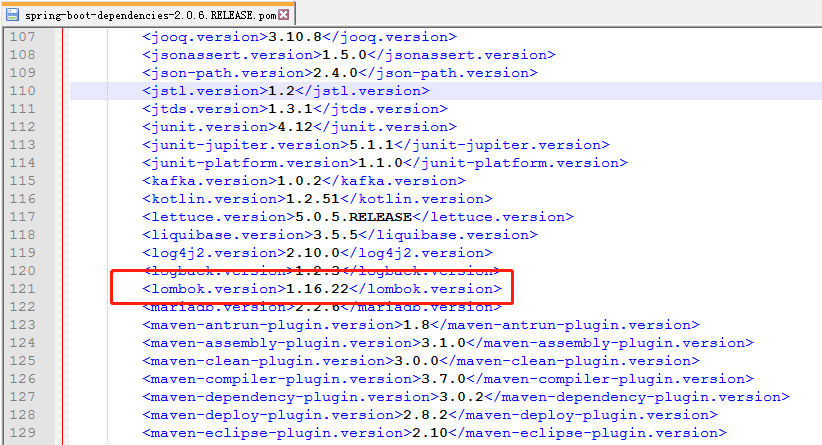 spring-boot-dependencies-2.0.6.RELEASE.pom
107 <jooq.version>3.10.8</jooq.version>
108 <jsonassert.version>1.5.0</jsonassert.version>
109 <json-path.version>2.4.0</json-path.version>
110 <jstl.version>1.2</jstl.version>
111 <jtds.version>1.3.1</jtds.version>
112 <junit.version>4.12</junit.version>
113 <junit-jupiter.version>5.1.1</junit-jupiter.version>
114 <junit-platform.version>1.1.0</junit-platform.version>
115 <kafka.version>1.0.2</kafka.version>
116 <kotlin.version>1.2.51</kotlin.version>
117 <lettuce.version>5.0.5.RELEASE</lettuce.version>
118 <liquibase.version>3.5.5</liquibase.version>
119 <log4j2.version>2.10.0</log4j2.version>
120 <logback.version>1.2.3</logback.version>
121 <lombok.version>1.16.22</lombok.version>
122 <mariadb.version>2.2.6</mariadb.version>
123 <maven-antrun-plugin.version>1.8</maven-antrun-plugin.version>
124 <maven-assembly-plugin.version>3.1.0</maven-assembly-plugin.version>
125 <maven-clean-plugin.version>3.0.0</maven-clean-plugin.version>
126 <maven-compiler-plugin.version>3.7.0</maven-compiler-plugin.version>
127 <maven-dependency-plugin.version>3.0.2</maven-dependency-plugin.version>
128 <maven-deploy-plugin.version>2.8.2</maven-deploy-plugin.version>
129 <maven-eclipse-plugin.version>2.10</maven-eclipse-plugin.version>